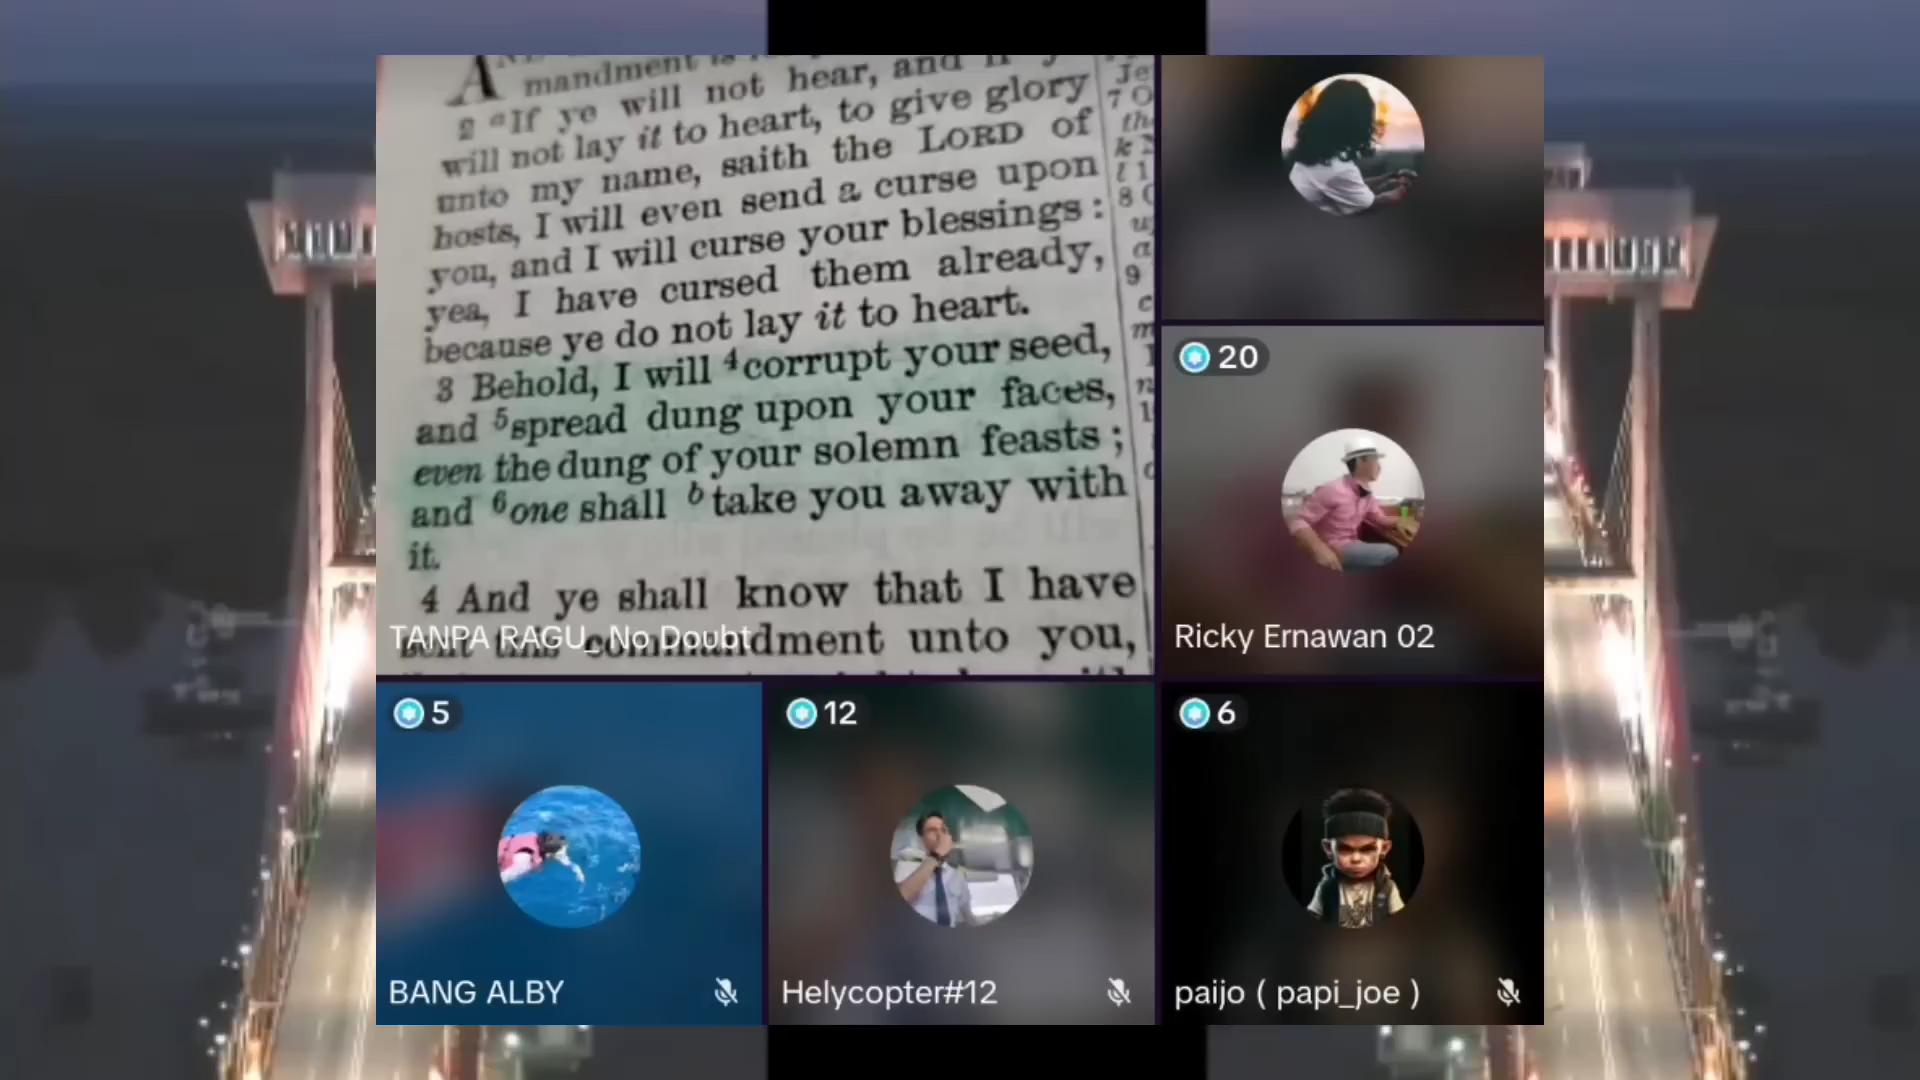 mandment is
2 ᵃIf ye will not hear, and if
will not lay it to heart, to give glory
unto my name, saith the LORD of
hosts, I will even send a curse upon
you, and I will curse your blessings:
yea, I have cursed them already,
because ye do not lay it to heart.
3 Behold, I will ⁴corrupt your seed,
and ⁵spread dung upon your faces,
even the dung of your solemn feasts;
and ⁶one shall ᵇtake you away with
it.
4 And ye shall know that I have
sent this commandment unto you,
TANPA RAGU_No Doubt
20
Ricky Ernawan 02
5
BANG ALBY
12
Helycopter#12
6
paijo ( papi_joe )